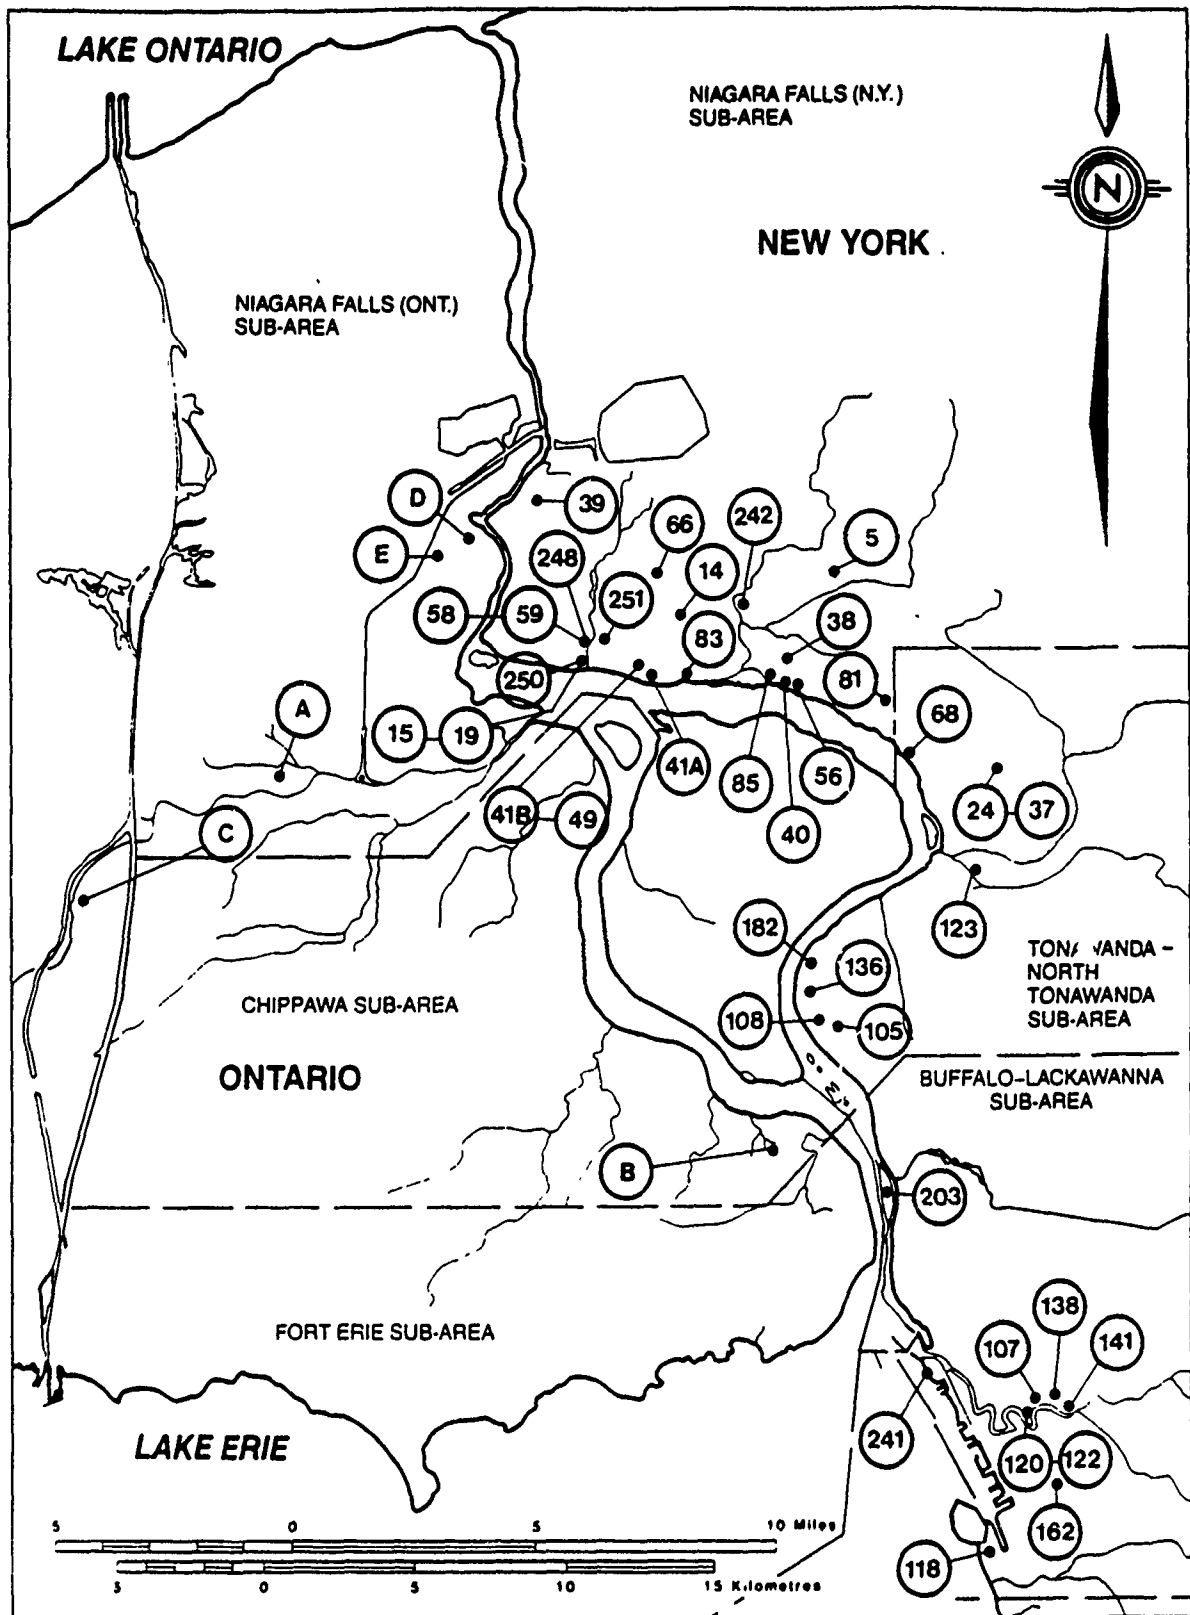 LAKE ONTARIO
NIAGARA FALLS (N.Y.)
SUB-AREA
N
NEW YORK
NIAGARA FALLS (ONT.)
SUB-AREA
D
39
66
242
E
248
5
14
251
58
59
38
83
250
81
A
68
15
19
41A
85
56
24
37
41B
49
40
C
123
182
TONA WANDA -
NORTH
TONAWANDA
SUB-AREA
136
CHIPPAWA SUB-AREA
108
105
ONTARIO
BUFFALO-LACKAWANNA
SUB-AREA
B
203
138
FORT ERIE SUB-AREA
107
141
241
LAKE ERIE
120
122
162
5 0 5 10 Miles
118
5 0 5 10 15 Kilometres